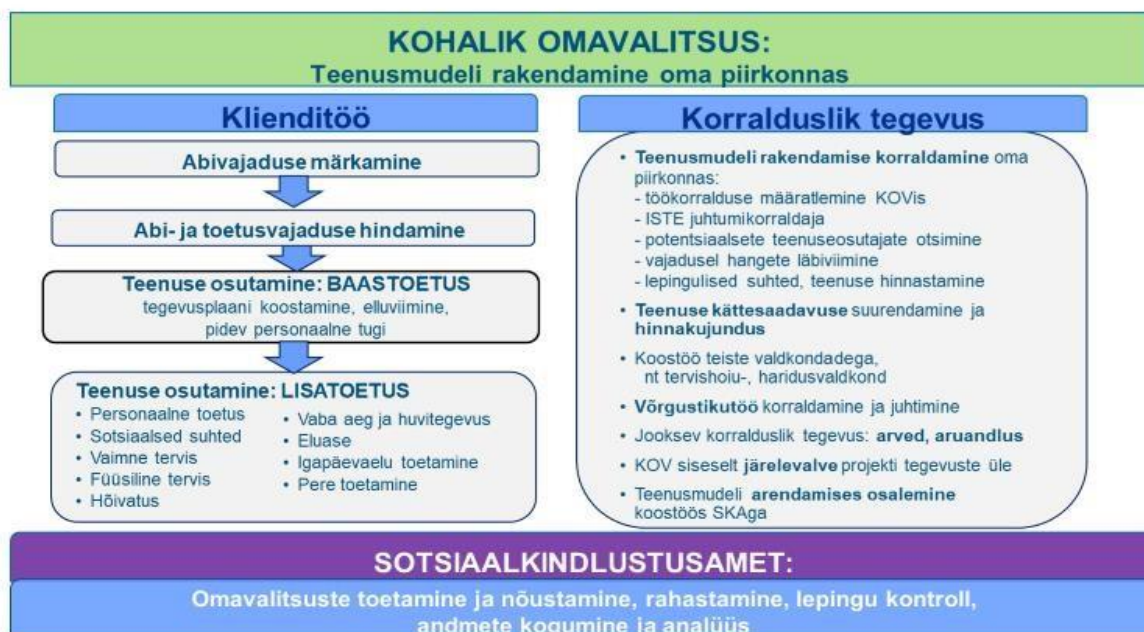 KOHALIK OMAVALITSUS:
Teenusmudeli rakendamine oma piirkonnas
Klienditöö
Abivajaduse märkamine
Abi- ja toetusvajaduse hindamine
Teenuse osutamine: BAASTOETUS
tegevusplaani koostamine, elluviimine,
pidev personaalne tugi
Teenuse osutamine: LISATOETUS
• Personaalne toetus
• Sotsiaalsed suhted
• Vaimne tervis
• Füüsiline tervis
• Hõivatus
• Vaba aeg ja huvitegevus
• Eluase
• Igapäevaelu toetamine
• Pere toetamine
Korralduslik tegevus
• Teenusmudeli rakendamise korraldamine oma
piirkonnas:
- töökorralduse määratlemine KOVis
- ISTE juhtumikorraldaja
- potentsiaalsete teenuseosutajate otsimine
- vajadusel hangete läbiviimine
- lepingulised suhted, teenuse hinnastamine
• Teenuse kättesaadavuse suurendamine ja
hinnakujundus
• Koostöö teiste valdkondadega,
nt tervishoiu-, haridusvaldkond
• Võrgustikutöö korraldamine ja juhtimine
• Jooksev korralduslik tegevus: arved, aruandlus
• KOV siseselt järelevalve projekti tegevuste üle
• Teenusmudeli arendamises osalemine
koostöös SKAga
SOTSIAALKINDLUSTUSAMET:
Omavalitsuste toetamine ja nõustamine, rahastamine, lepingu kontroll,
andmete kogumine ja analüüs